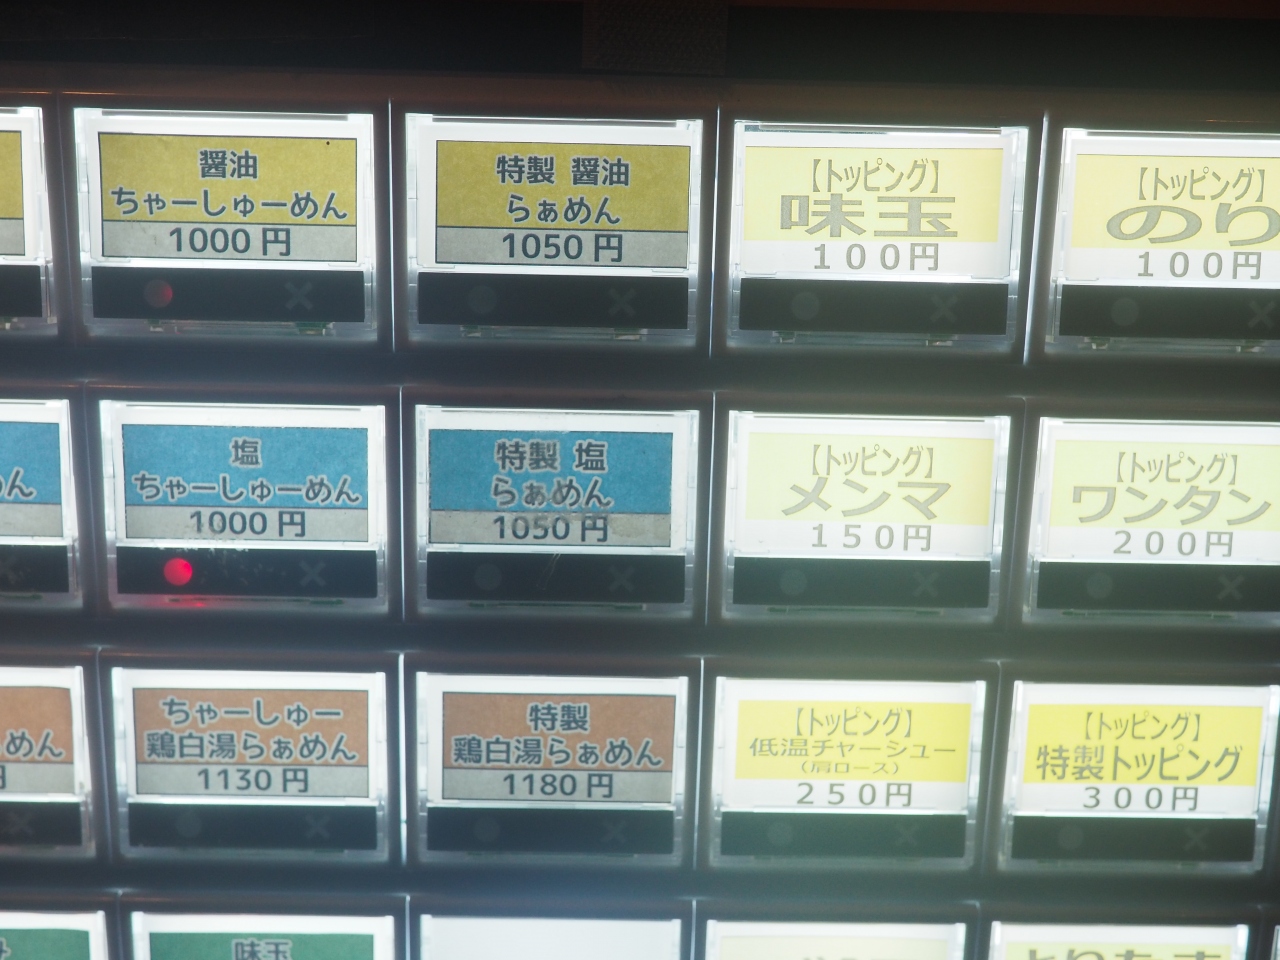 醤油
ちゃーしゅーめん
1000円
特製 醤油
らぁめん
1050円
【トッピング】
味玉
100円
【トッピング】
のり
100円
ん
塩
ちゃーしゅーめん
1000円
特製 塩
らぁめん
1050円
【トッピング】
メンマ
150円
【トッピング】
ワンタン
200円
めん
円
ちゃーしゅー
鶏白湯らぁめん
1130円
特製
鶏白湯らぁめん
1180円
【トッピング】
低温チャーシュー
(肩ロース)
250円
【トッピング】
特製トッピング
300円
味玉